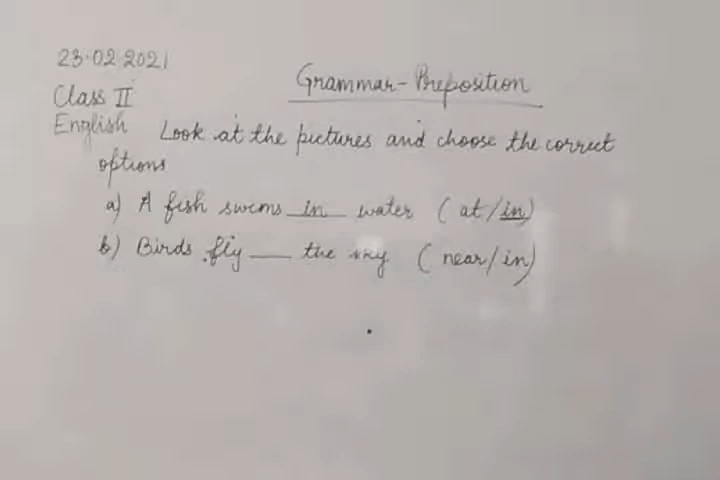 23.02.2021
Grammar-Preposition
Class II
English Look at the pictures and choose the correct
options
a) A fish swims in water (at/in)
b) Birds fly ___ the sky (near/in)